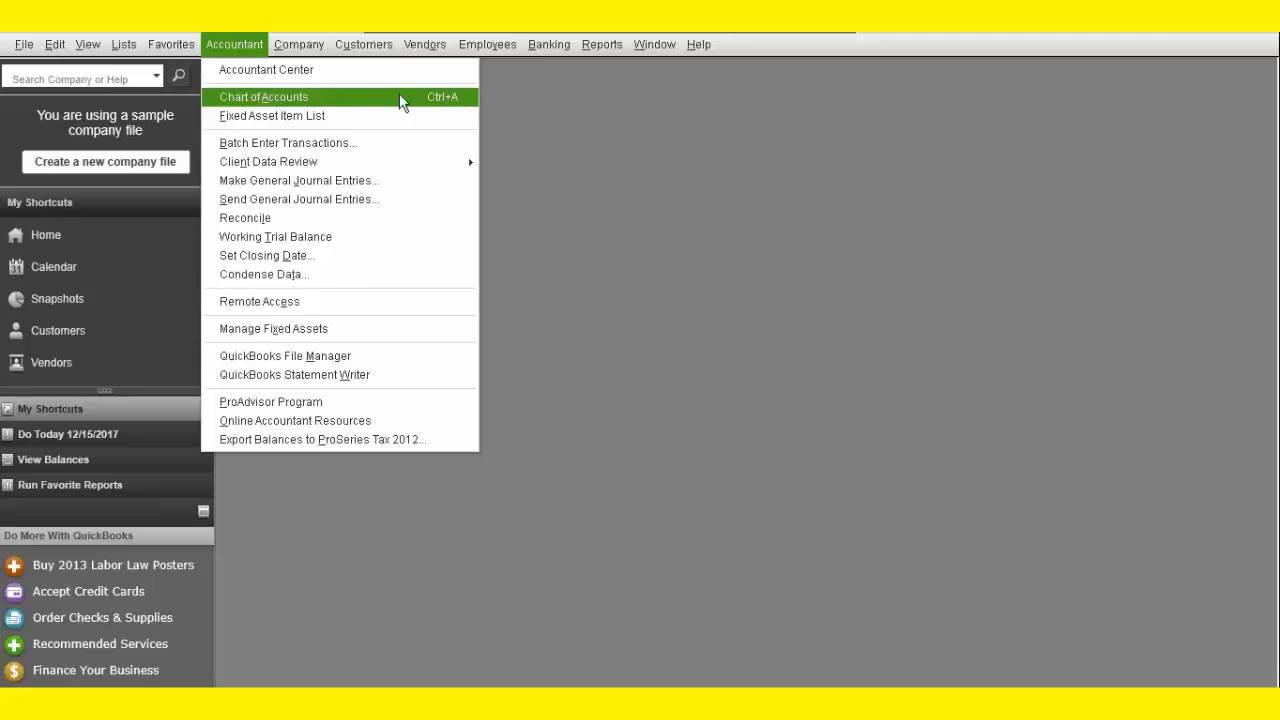 File Edit View Lists Favorites Accountant Company Customers Vendors Employees Banking Reports Window Help
Search Company or Help
You are using a sample
company file
Create a new company file
My Shortcuts
Home
Calendar
Snapshots
Customers
Vendors
My Shortcuts
Do Today 12/15/2017
View Balances
Run Favorite Reports
Do More With QuickBooks
Buy 2013 Labor Law Posters
Accept Credit Cards
Order Checks & Supplies
Recommended Services
Finance Your Business
Accountant Center
Chart of Accounts Ctrl+A
Fixed Asset Item List
Batch Enter Transactions...
Client Data Review
Make General Journal Entries...
Send General Journal Entries...
Reconcile
Working Trial Balance
Set Closing Date...
Condense Data...
Remote Access
Manage Fixed Assets
QuickBooks File Manager
QuickBooks Statement Writer
ProAdvisor Program
Online Accountant Resources
Export Balances to ProSeries Tax 2012...